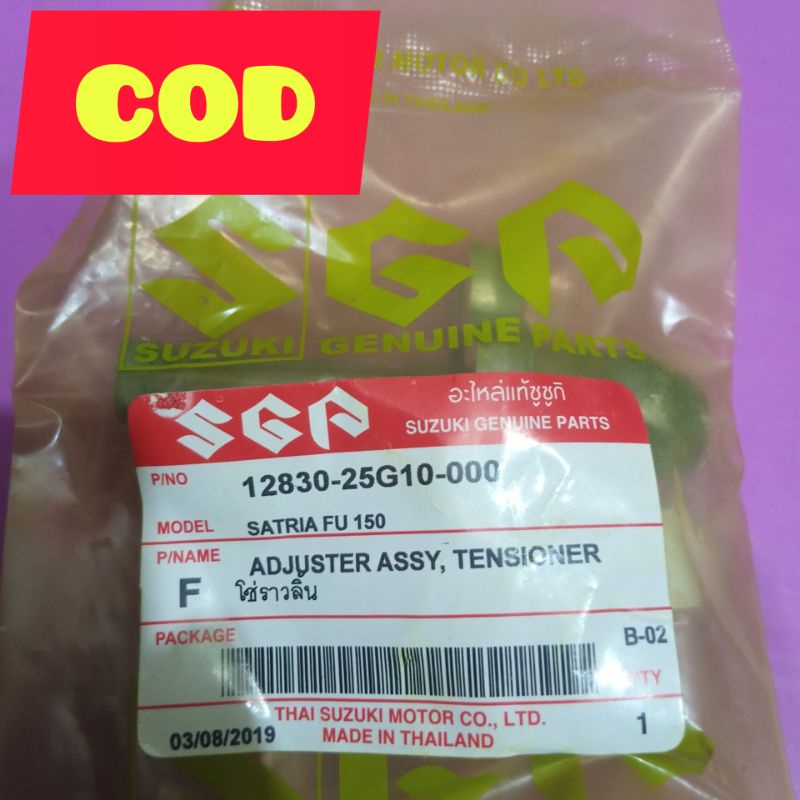 COD
MOTOR CO LTD
IN THAILAND
SGP
SUZUKI GENUINE PARTS
SGP
อะไหล่แท้ซูซูกิ
SUZUKI GENUINE PARTS
P/NO 12830-25G10-000
MODEL SATRIA FU 150
P/NAME ADJUSTER ASSY, TENSIONER
F โซ่ราวลิ้น
PACKAGE B-02
03/08/2019 THAI SUZUKI MOTOR CO., LTD. 1
MADE IN THAILAND